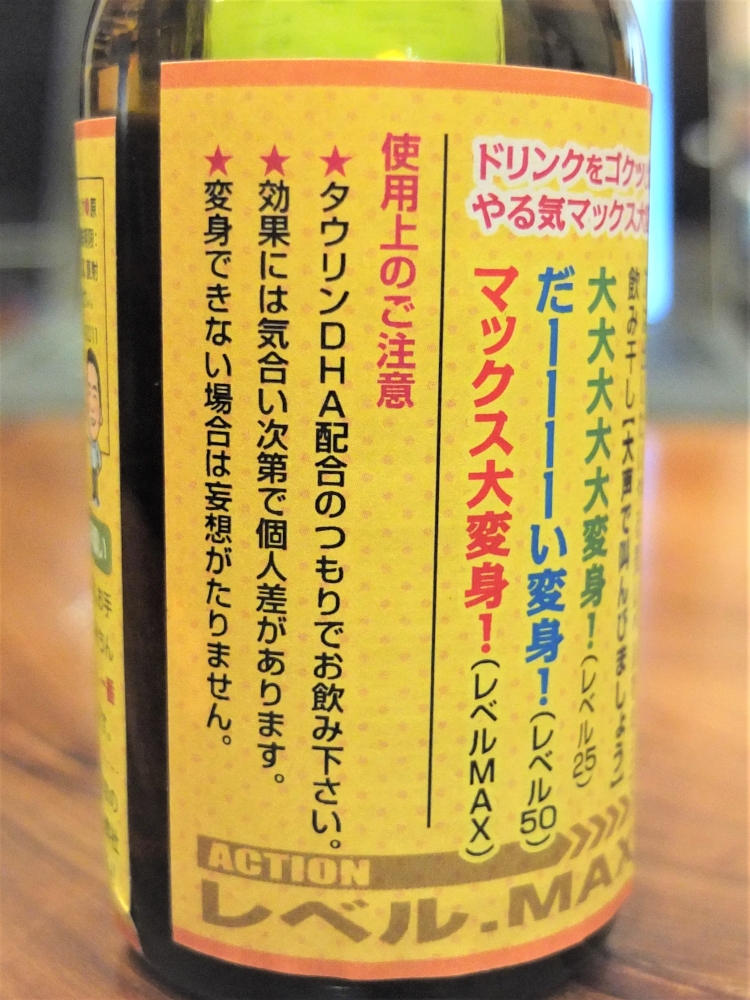 ドリンクをゴクッ
やる気マックス大
飲み干し【大声で叫んびましょう】
大大大大大大変身！（レベル25）
だーーーーい変身！（レベル50）
マックス大変身！（レベルMAX）
使用上のご注意
★タウリンDHA配合のつもりでお飲み下さい。
★効果には気合い次第で個人差があります。
★変身できない場合は妄想がたりません。
ACTION
レベル.MAX